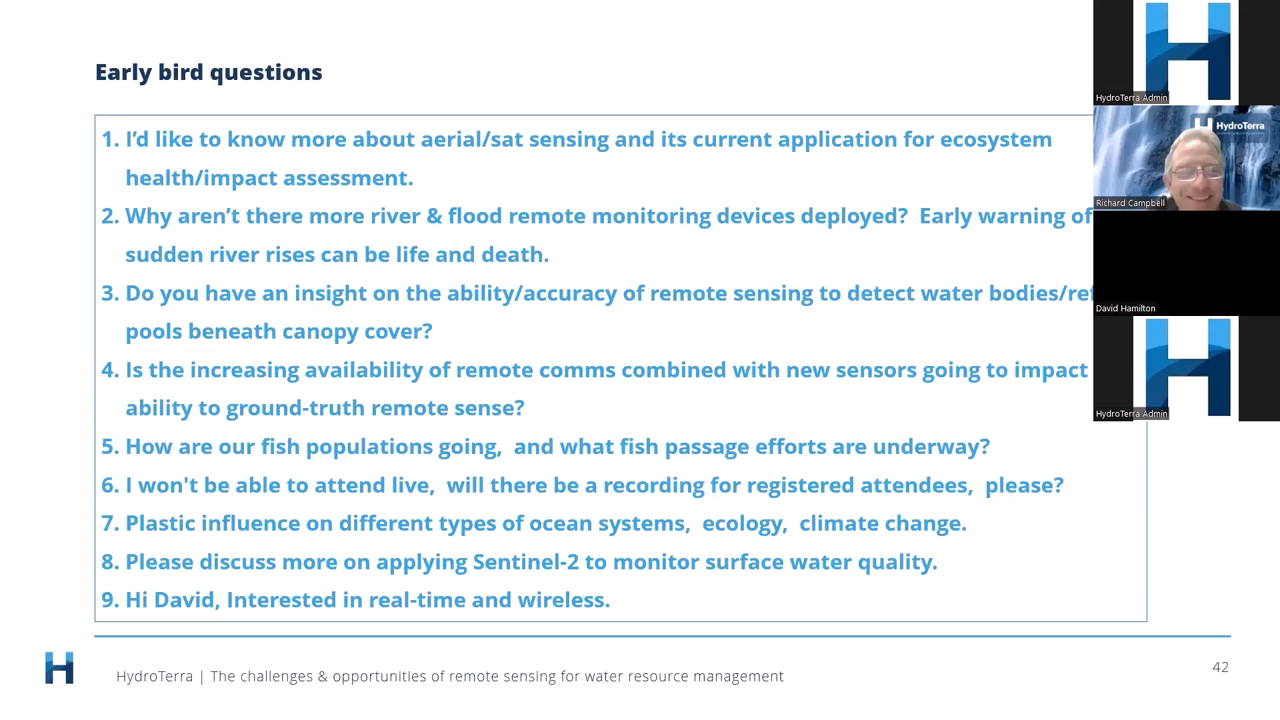 Early bird questions
1. I’d like to know more about aerial/sat sensing and its current application for ecosystem
health/impact assessment.
2. Why aren’t there more river & flood remote monitoring devices deployed?  Early warning of
sudden river rises can be life and death.
3. Do you have an insight on the ability/accuracy of remote sensing to detect water bodies/
pools beneath canopy cover?
4. Is the increasing availability of remote comms combined with new sensors going to impact
ability to ground-truth remote sense?
5. How are our fish populations going,  and what fish passage efforts are underway?
6. I won't be able to attend live,  will there be a recording for registered attendees,  please?
7. Plastic influence on different types of ocean systems,  ecology,  climate change.
8. Please discuss more on applying Sentinel-2 to monitor surface water quality.
9. Hi David, Interested in real-time and wireless.
HydroTerra | The challenges & opportunities of remote sensing for water resource management
42
HydroTerra Admin
HydroTerra
Richard Campbell
David Hamilton
HydroTerra Admin